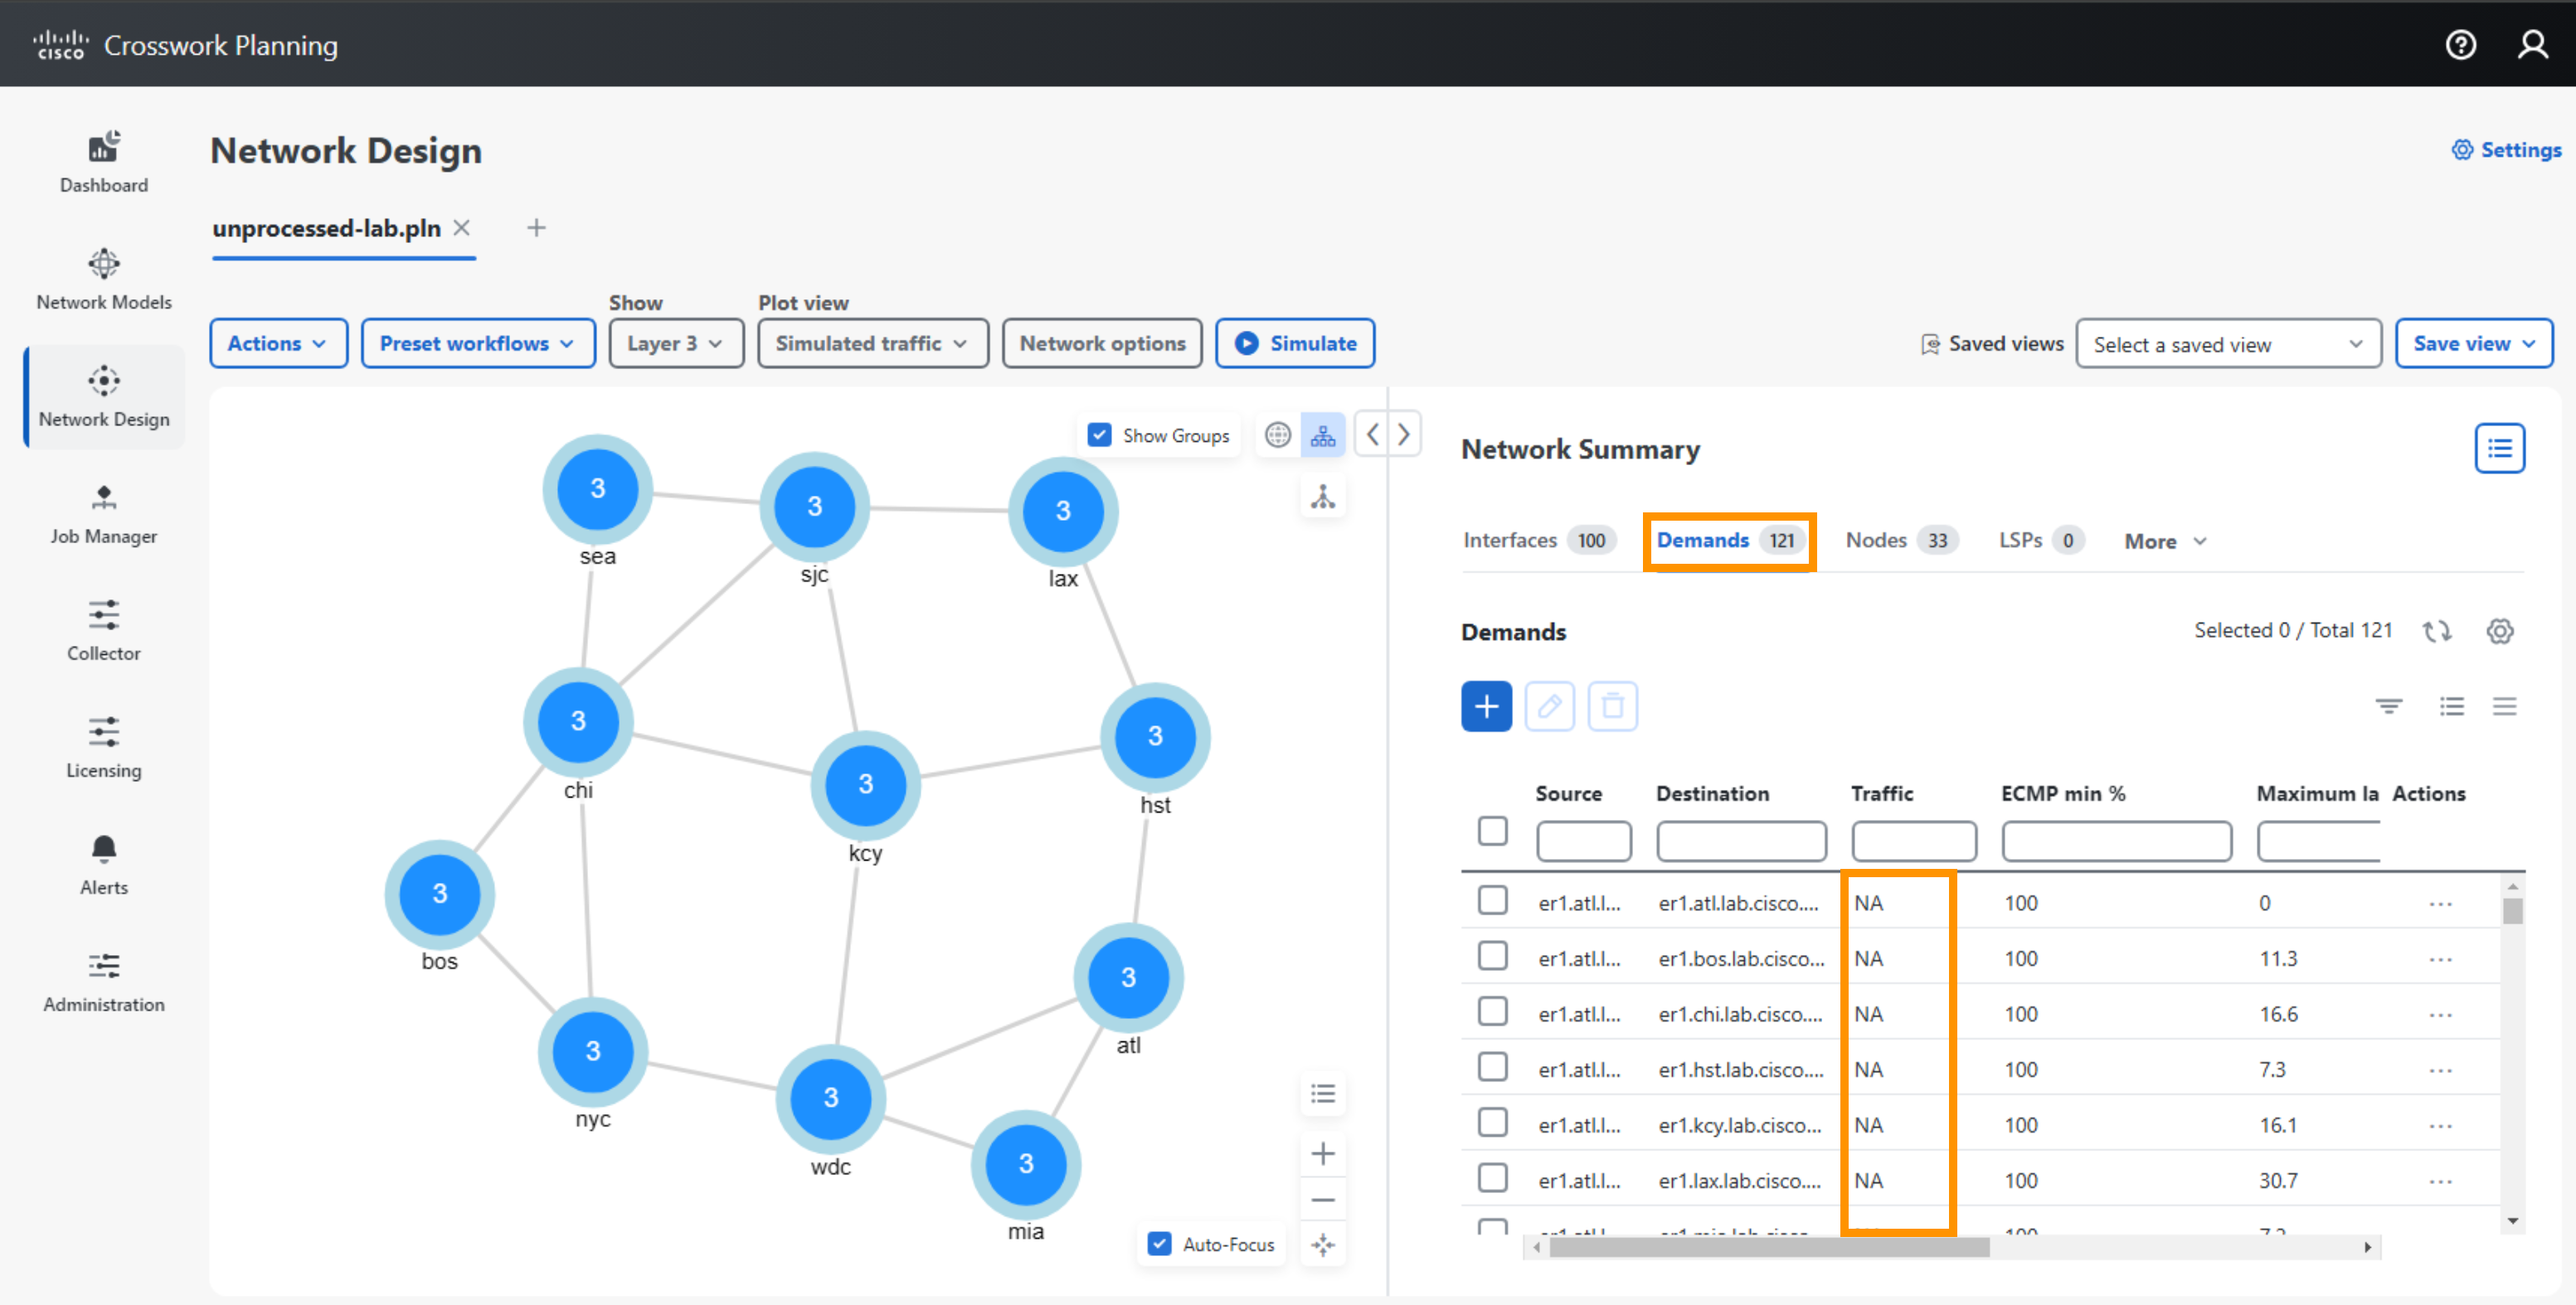 cisco Crosswork Planning
Dashboard
Network Models
Network Design
Job Manager
Collector
Licensing
Alerts
Administration
Network Design
Settings
unprocessed-lab.pln
Show
Plot view
Actions
Preset workflows
Layer 3
Simulated traffic
Network options
Simulate
Saved views
Select a saved view
Save view
Show Groups
3
sea
3
sjc
3
lax
3
chi
3
kcy
3
hst
3
bos
3
atl
3
nyc
3
wdc
3
mia
Auto-Focus
Network Summary
Interfaces 100 Demands 121 Nodes 33 LSPs 0 More
Demands
Selected 0 / Total 121
Source Destination Traffic ECMP min % Maximum la Actions
er1.atl.l... er1.atl.lab.cisco.... NA 100 0 ...
er1.atl.l... er1.bos.lab.cisco... NA 100 11.3 ...
er1.atl.l... er1.chi.lab.cisco.... NA 100 16.6 ...
er1.atl.l... er1.hst.lab.cisco.... NA 100 7.3 ...
er1.atl.l... er1.kcy.lab.cisco... NA 100 16.1 ...
er1.atl.l... er1.lax.lab.cisco.... NA 100 30.7 ...